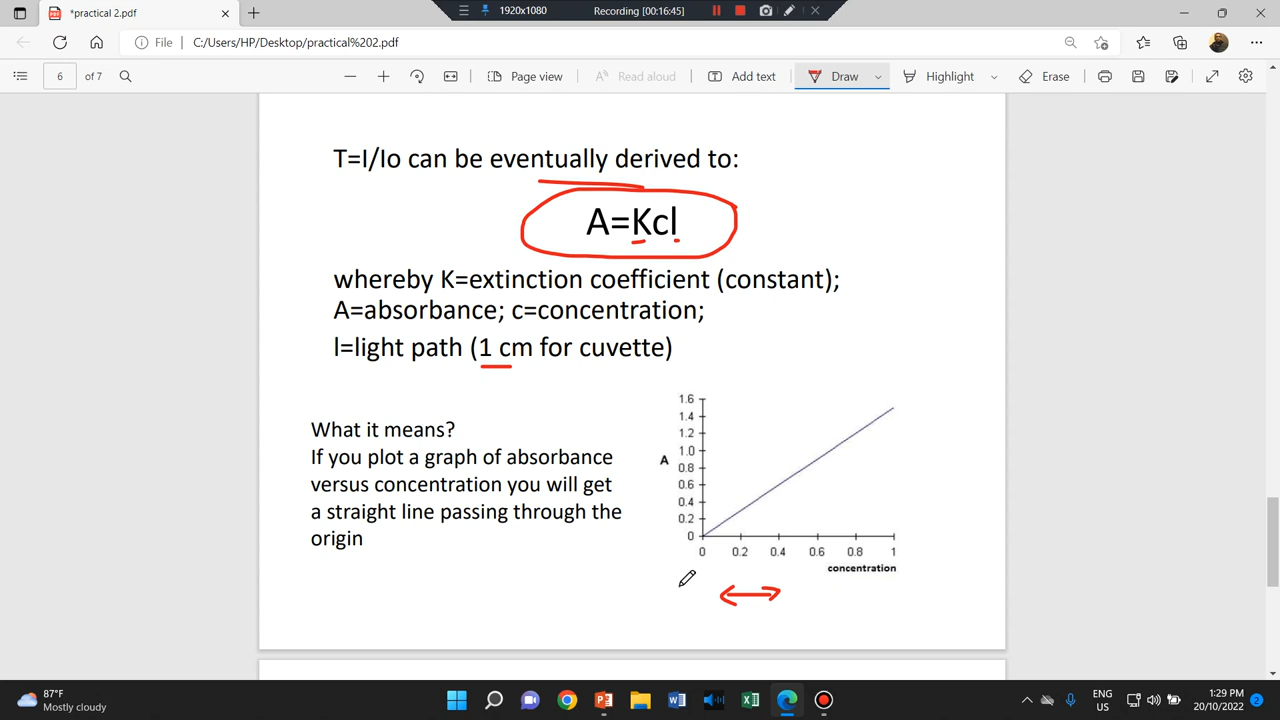 *practical 2.pdf
1920x1080
Recording [00:16:45]
File
C:/Users/HP/Desktop/practical%202.pdf
6
of 7
Page view
Read aloud
Add text
Draw
Highlight
Erase
T=I/Io can be eventually derived to:
A=Kcl
whereby K=extinction coefficient (constant);
A=absorbance; c=concentration;
l=light path (1 cm for cuvette)
What it means?
If you plot a graph of absorbance
versus concentration you will get
a straight line passing through the
origin
1.6
1.4
1.2
1.0
A
0.8
0.6
0.4
0.2
0
0 0.2 0.4 0.6 0.8 1
concentration
87°F
Mostly cloudy
ENG
US
1:29 PM
20/10/2022
2